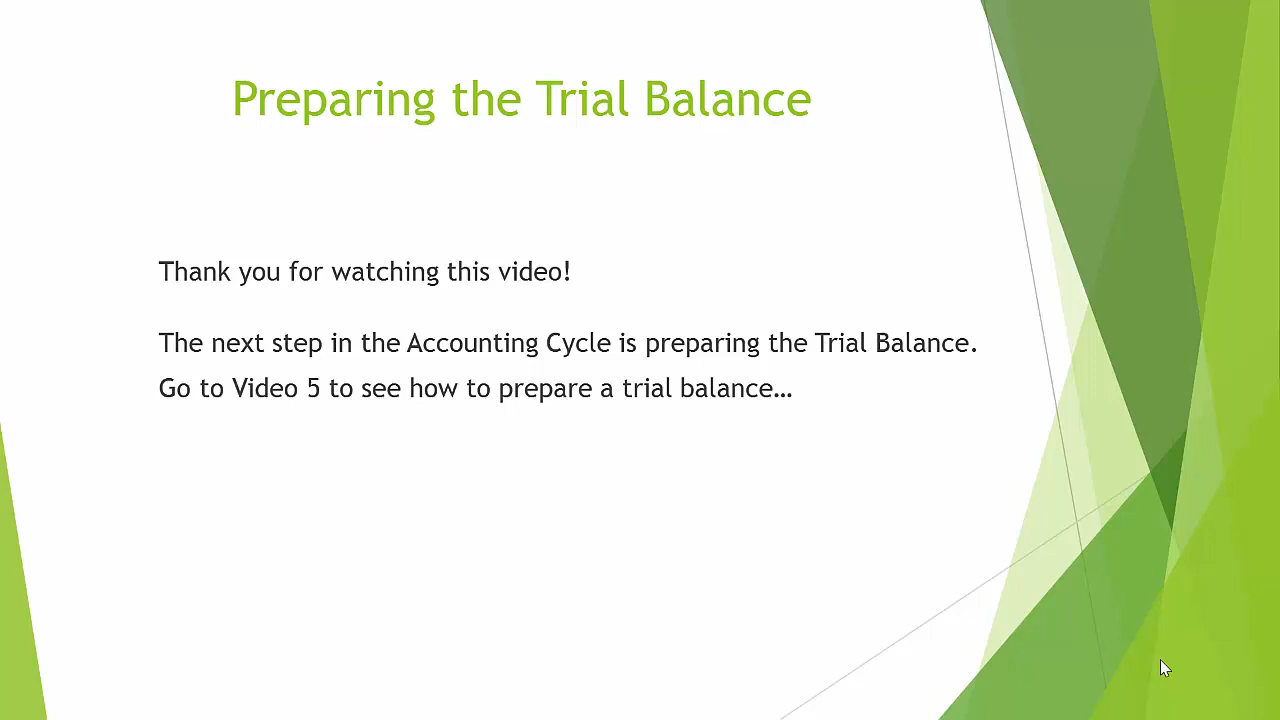 Preparing the Trial Balance
Thank you for watching this video!
The next step in the Accounting Cycle is preparing the Trial Balance.
Go to Video 5 to see how to prepare a trial balance…